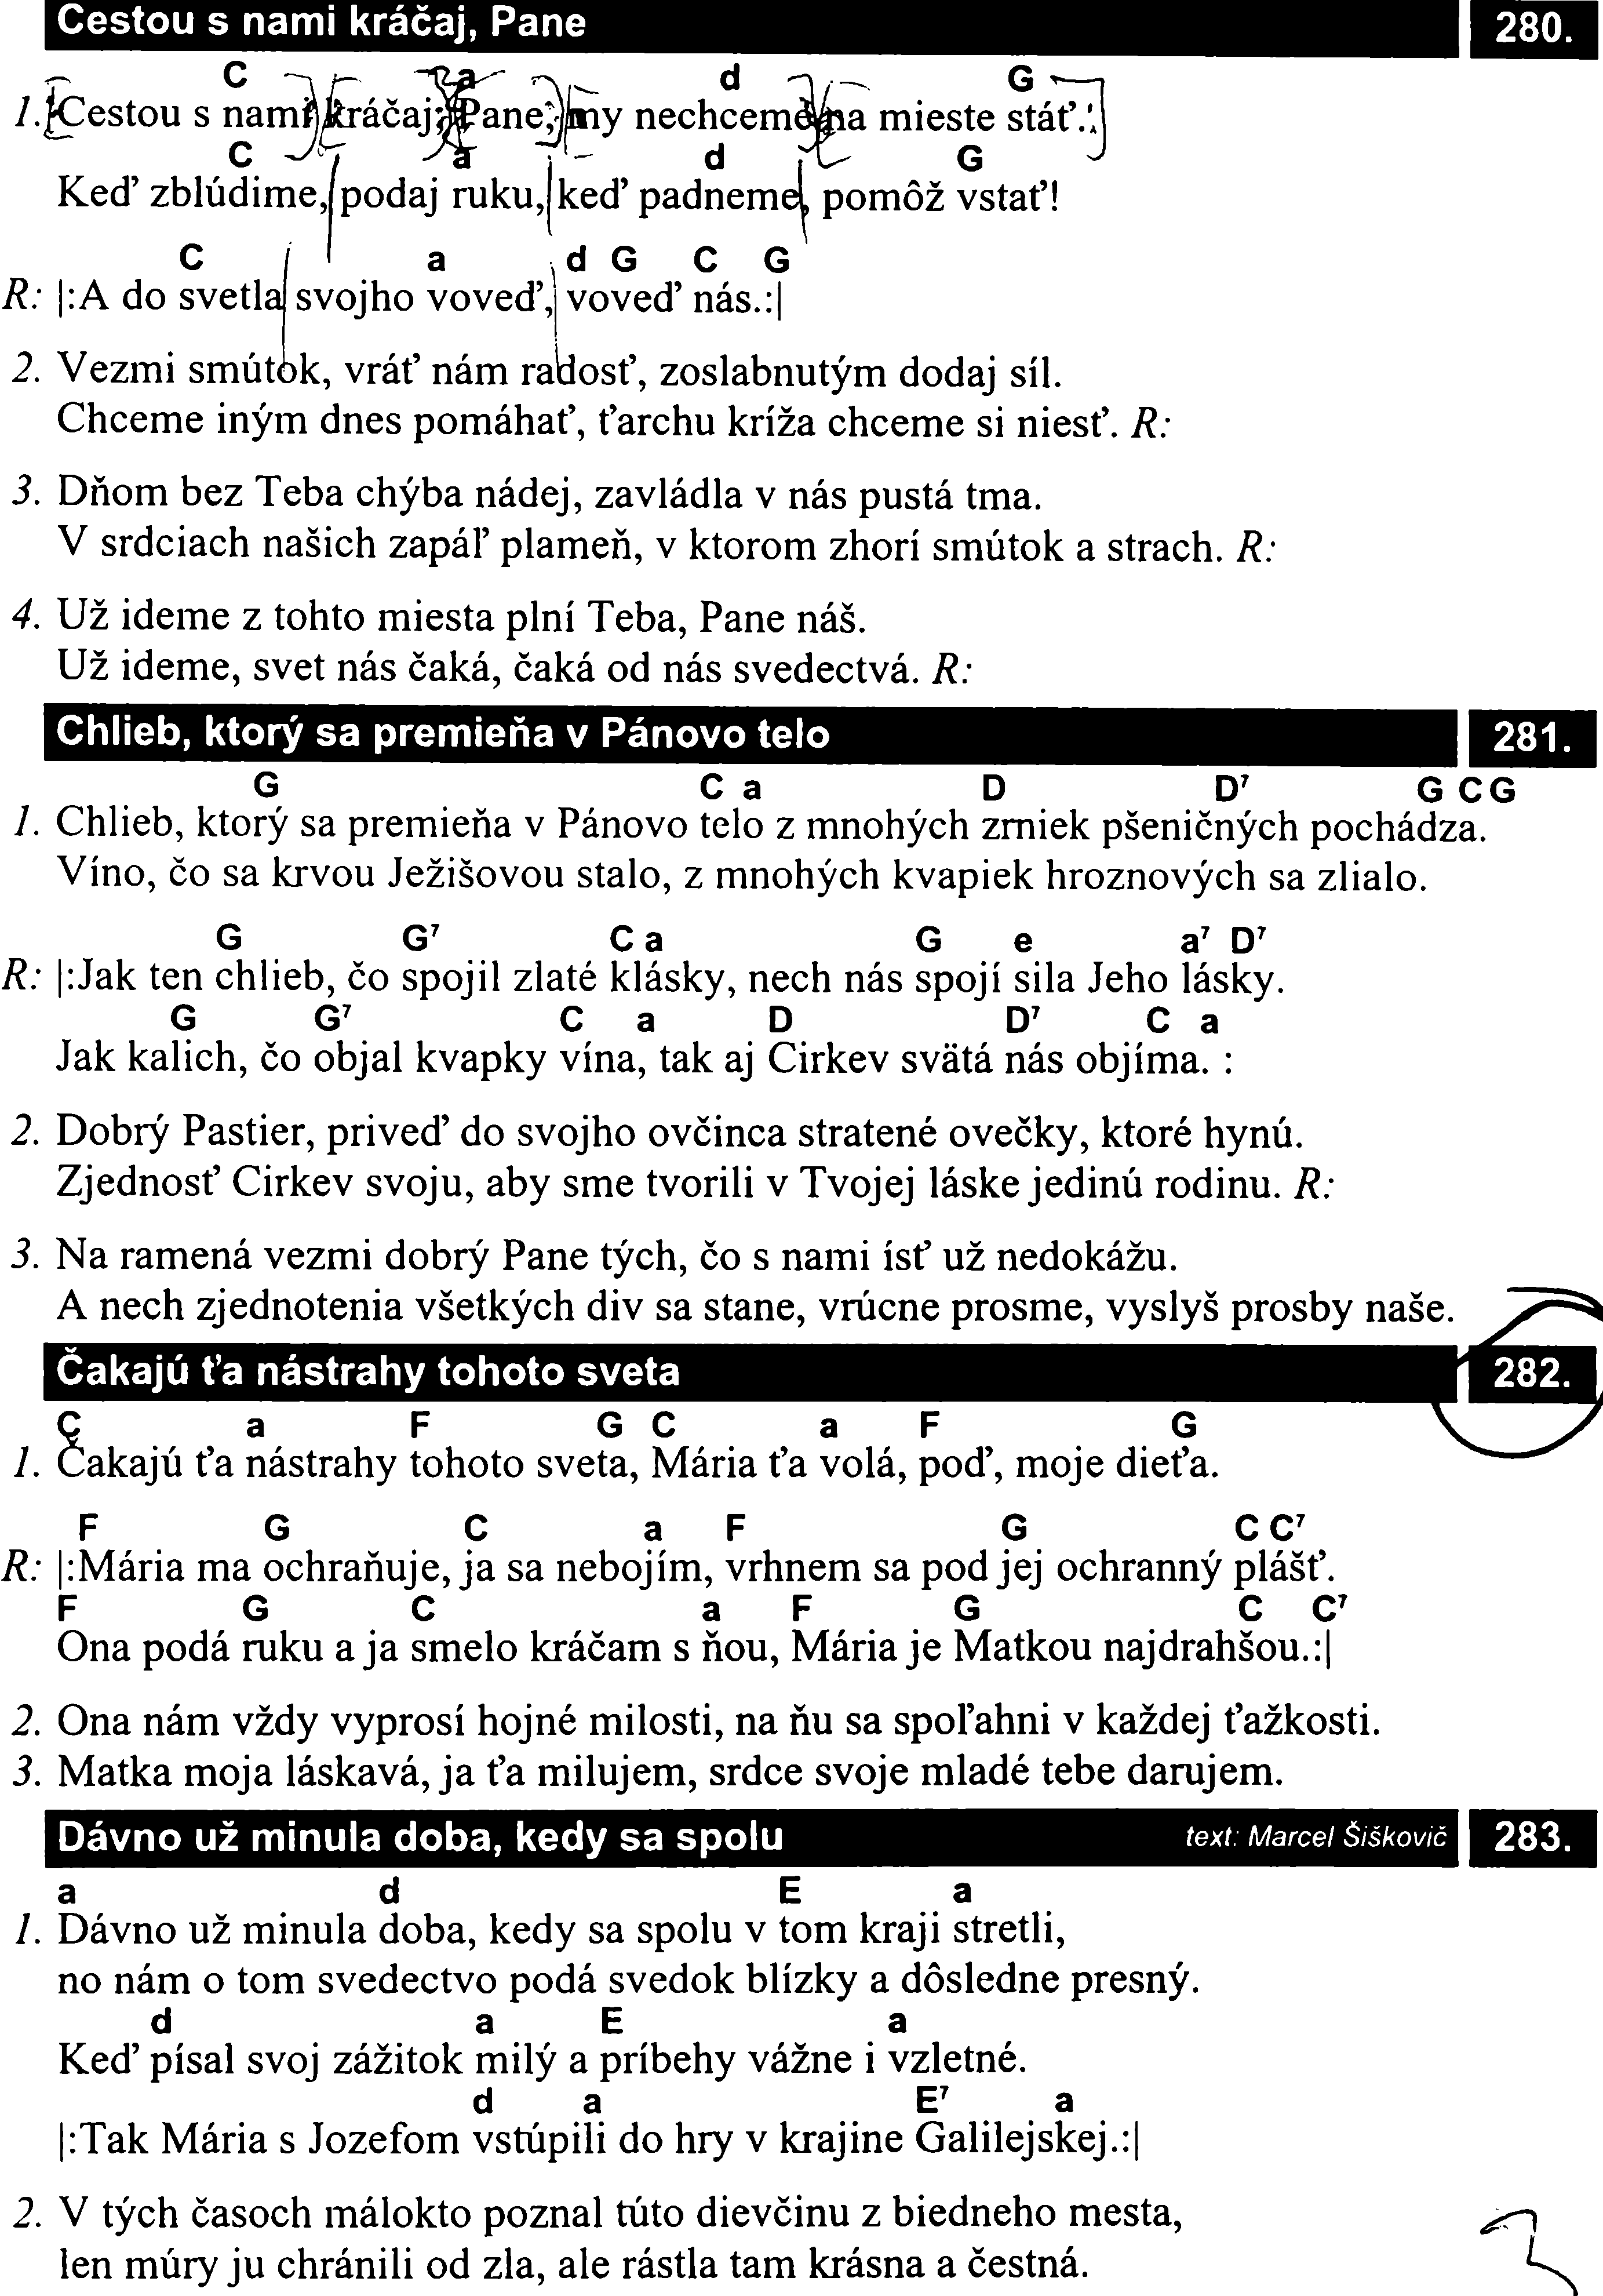 Cestou s nami kráčaj, Pane 280.
C a d G
1. Cestou s nami kráčaj, Pane, my nechceme na mieste stáť.
C a d G
Keď zblúdime, podaj ruku, keď padneme, pomôž vstať!
C a d G C G
R: |:A do svetla svojho voveď, voveď nás.:|
2. Vezmi smútok, vráť nám radosť, zoslabnutým dodaj síl.
Chceme iným dnes pomáhať, ťarchu kríža chceme si niesť. R:
3. Dňom bez Teba chýba nádej, zavládla v nás pustá tma.
V srdciach našich zapáľ plameň, v ktorom zhorí smútok a strach. R:
4. Už ideme z tohto miesta plní Teba, Pane náš.
Už ideme, svet nás čaká, čaká od nás svedectvá. R:
Chlieb, ktorý sa premieňa v Pánovo telo 281.
G C a D D⁷ G C G
1. Chlieb, ktorý sa premieňa v Pánovo telo z mnohých zrniek pšeničných pochádza.
Víno, čo sa krvou Ježišovou stalo, z mnohých kvapiek hroznových sa zlialo.
G G⁷ C a G e a⁷ D⁷
R: |:Jak ten chlieb, čo spojil zlaté klásky, nech nás spojí sila Jeho lásky.
G G⁷ C a D D⁷ C a
Jak kalich, čo objal kvapky vína, tak aj Cirkev svätá nás objíma. :
2. Dobrý Pastier, priveď do svojho ovčinca stratené ovečky, ktoré hynú.
Zjednosť Cirkev svoju, aby sme tvorili v Tvojej láske jedinú rodinu. R:
3. Na ramená vezmi dobrý Pane tých, čo s nami ísť už nedokážu.
A nech zjednotenia všetkých div sa stane, vrúcne prosme, vyslyš prosby naše.
Čakajú ťa nástrahy tohoto sveta 282.
C a F G C a F G
1. Čakajú ťa nástrahy tohoto sveta, Mária ťa volá, poď, moje dieťa.
F G C a F G C C⁷
R: |:Mária ma ochraňuje, ja sa nebojím, vrhnem sa pod jej ochranný plášť.
F G C a F G C C⁷
Ona podá ruku a ja smelo kráčam s ňou, Mária je Matkou najdrahšou.:|
2. Ona nám vždy vyprosí hojné milosti, na ňu sa spoľahni v každej ťažkosti.
3. Matka moja láskavá, ja ťa milujem, srdce svoje mladé tebe darujem.
Dávno už minula doba, kedy sa spolu text: Marcel Šiškovič 283.
a d E a
1. Dávno už minula doba, kedy sa spolu v tom kraji stretli,
no nám o tom svedectvo podá svedok blízky a dôsledne presný.
d a E a
Keď písal svoj zážitok milý a príbehy vážne i vzletné.
d a E⁷ a
|:Tak Mária s Jozefom vstúpili do hry v krajine Galilejskej.:|
2. V tých časoch málokto poznal túto dievčinu z biedneho mesta,
len múry ju chránili od zla, ale rástla tam krásna a čestná.